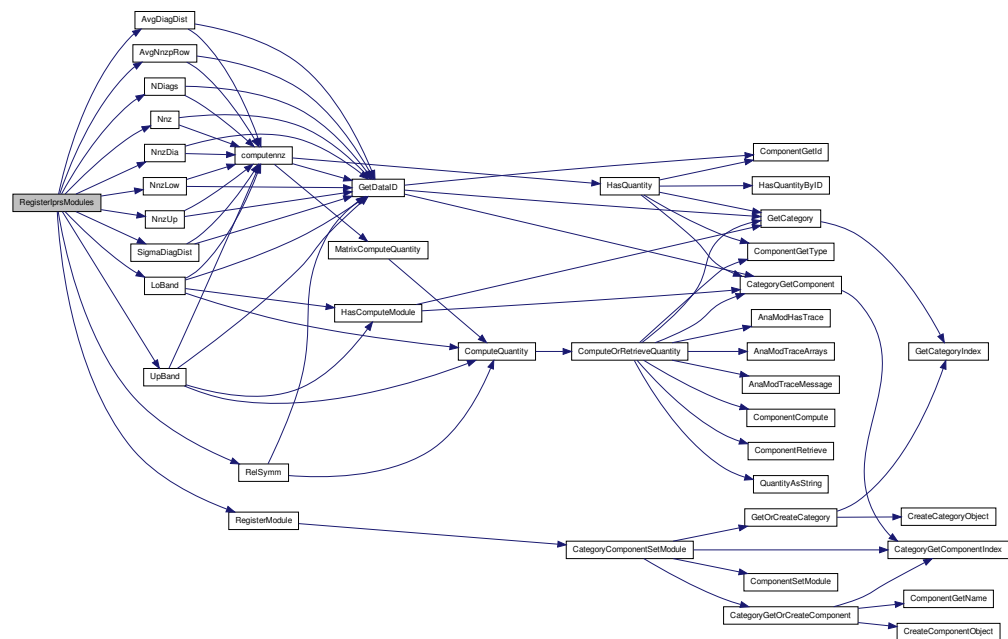 AvgDiagDist
AvgNnzpRow
NDiags
Nnz
NnzDia
computennz
ComponentGetId
NnzLow
GetDataID
HasQuantity
HasQuantityByID
RegisterIprsModules
NnzUp
GetCategory
SigmaDiagDist
MatrixComputeQuantity
ComponentGetType
LoBand
CategoryGetComponent
HasComputeModule
AnaModHasTrace
ComputeQuantity
ComputeOrRetrieveQuantity
AnaModTraceArrays
GetCategoryIndex
UpBand
AnaModTraceMessage
ComponentCompute
ComponentRetrieve
RelSymm
QuantityAsString
RegisterModule
GetOrCreateCategory
CreateCategoryObject
CategoryComponentSetModule
CategoryGetComponentIndex
ComponentSetModule
ComponentGetName
CategoryGetOrCreateComponent
CreateComponentObject